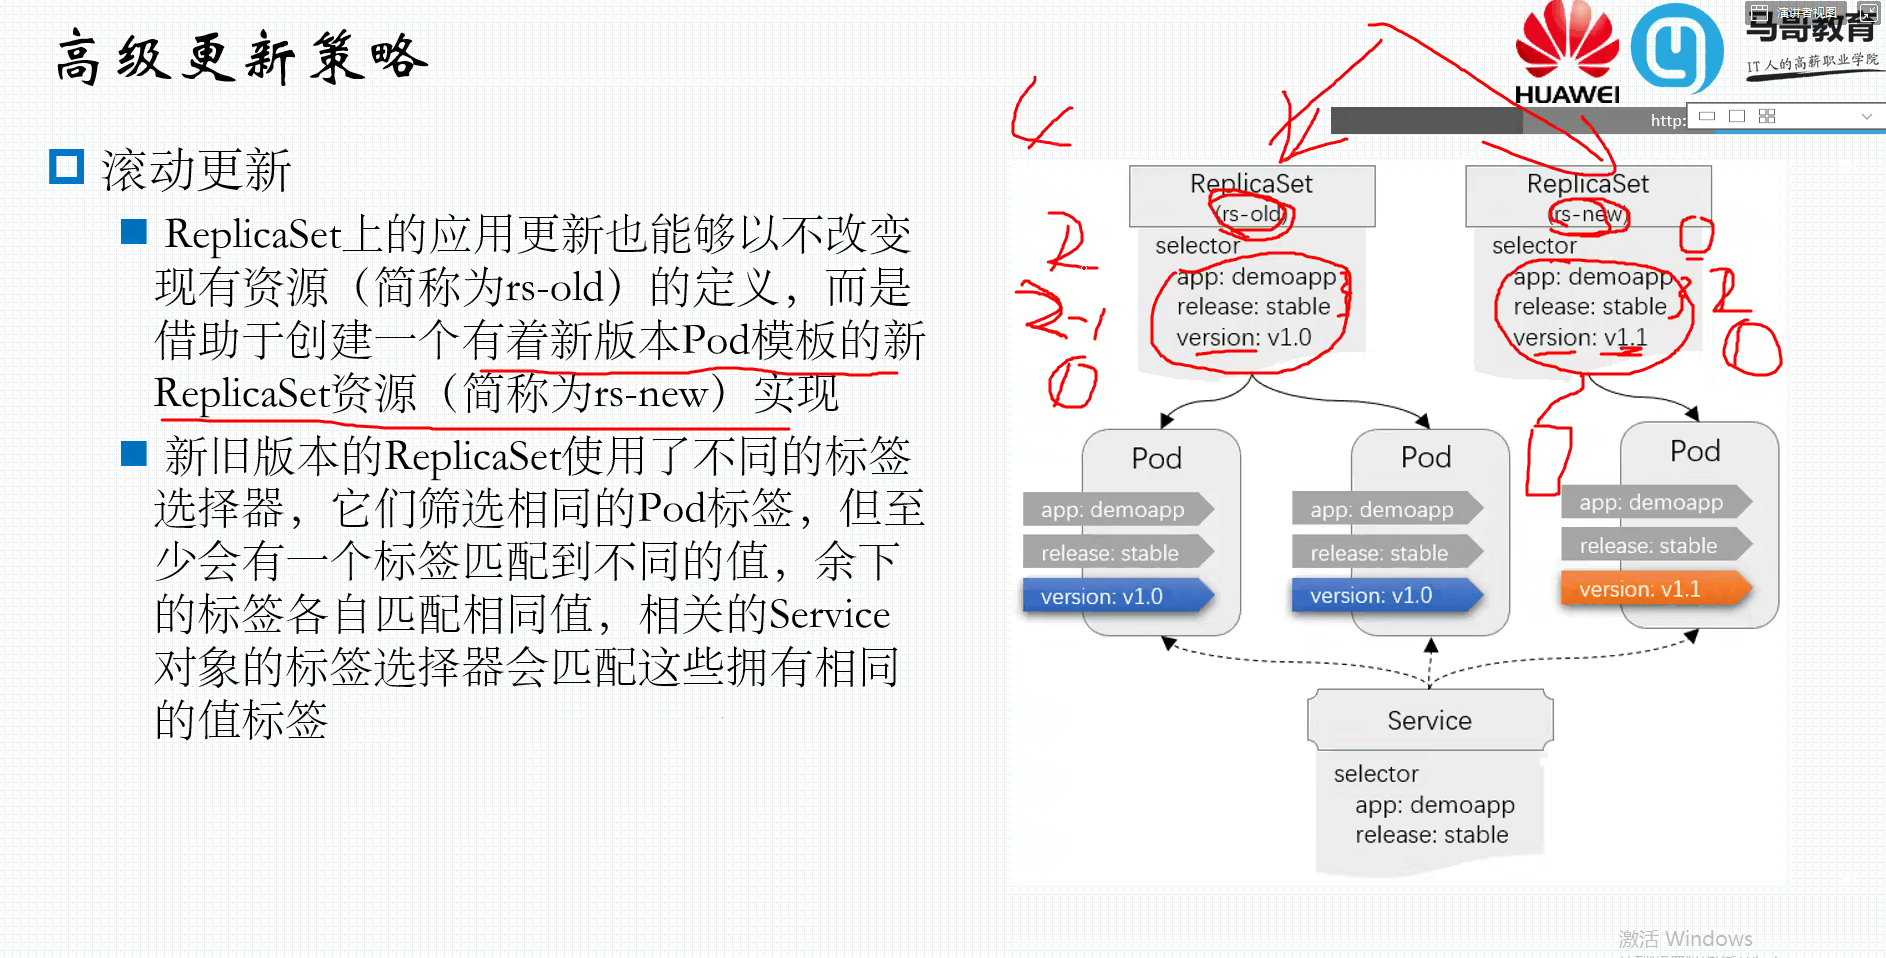 高级更新策略
演讲者视图
HUAWEI
马哥教育
IT人的高薪职业学院
http:
滚动更新
ReplicaSet上的应用更新也能够以不改变
现有资源（简称为rs-old）的定义，而是
借助于创建一个有着新版本Pod模板的新
ReplicaSet资源（简称为rs-new）实现
新旧版本的ReplicaSet使用了不同的标签
选择器，它们筛选相同的Pod标签，但至
少会有一个标签匹配到不同的值，余下
的标签各自匹配相同值，相关的Service
对象的标签选择器会匹配这些拥有相同
的值标签
ReplicaSet
(rs-old)
selector
app: demoapp
release: stable
version: v1.0
ReplicaSet
(rs-new)
selector
app: demoapp
release: stable
version: v1.1
2
2-1
0
0
2
Pod
app: demoapp
release: stable
version: v1.0
Pod
app: demoapp
release: stable
version: v1.0
Pod
app: demoapp
release: stable
version: v1.1
Service
selector
app: demoapp
release: stable
激活 Windows